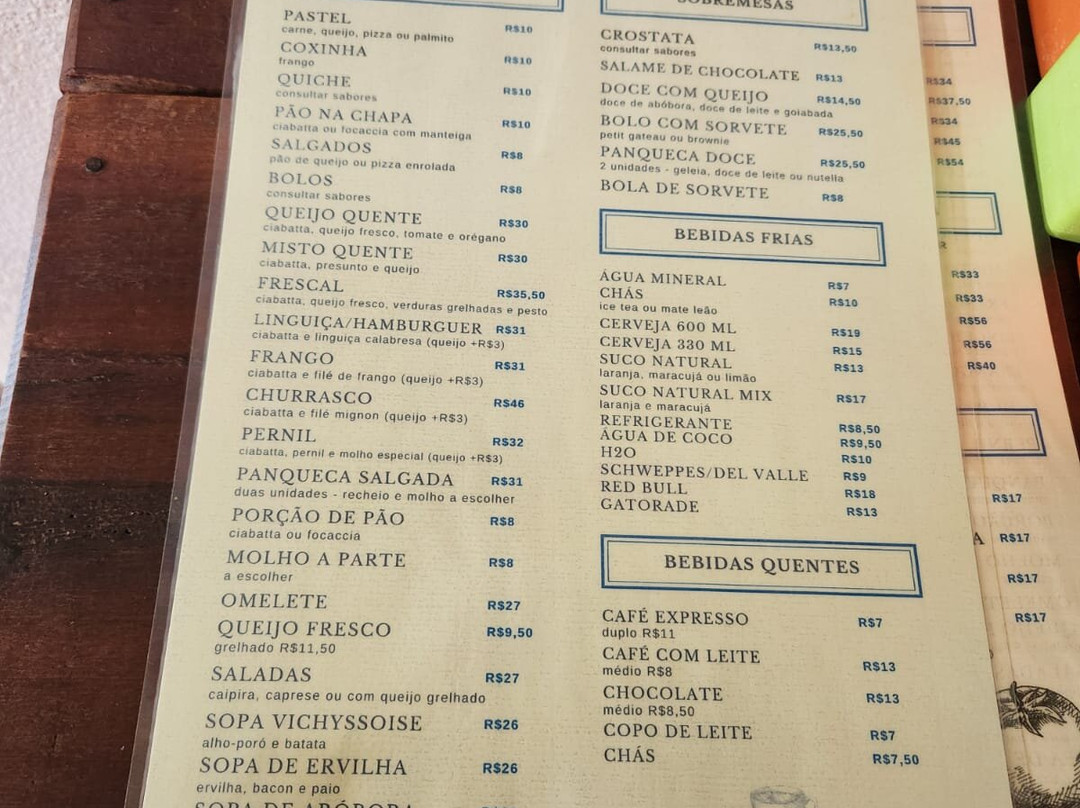 PASTEL R$10
carne, queijo, pizza ou palmito
COXINHA R$10
frango
QUICHE R$10
consultar sabores
PÃO NA CHAPA R$10
ciabatta ou focaccia com manteiga
SALGADOS R$8
pão de queijo ou pizza enrolada
BOLOS R$8
consultar sabores
QUEIJO QUENTE R$30
ciabatta, queijo fresco, tomate e orégano
MISTO QUENTE R$30
ciabatta, presunto e queijo
FRESCAL R$35,50
ciabatta, queijo fresco, verduras grelhadas e pesto
LINGUIÇA/HAMBURGUER R$31
ciabatta e linguiça calabresa (queijo +R$3)
FRANGO R$31
ciabatta e filé de frango (queijo +R$3)
CHURRASCO R$46
ciabatta e filé mignon (queijo +R$3)
PERNIL R$32
ciabatta, pernil e molho especial (queijo +R$3)
PANQUECA SALGADA R$31
duas unidades - recheio e molho a escolher
PORÇÃO DE PÃO R$8
ciabatta ou focaccia
MOLHO A PARTE R$8
a escolher
OMELETE R$27
QUEIJO FRESCO R$9,50
grelhado R$11,50
SALADAS R$27
caipira, caprese ou com queijo grelhado
SOPA VICHYSSOISE R$26
alho-poró e batata
SOPA DE ERVILHA R$26
ervilha, bacon e paio
SOPA DE ABÓBORA
SOBREMESAS
CROSTATA R$13,50
consultar sabores
SALAME DE CHOCOLATE R$13
DOCE COM QUEIJO R$14,50
doce de abóbora, doce de leite e goiabada
BOLO COM SORVETE R$25,50
petit gateau ou brownie
PANQUECA DOCE R$25,50
2 unidades - geleia, doce de leite ou nutella
BOLA DE SORVETE R$8
BEBIDAS FRIAS
ÁGUA MINERAL R$7
CHÁS R$10
ice tea ou mate leão
CERVEJA 600 ML R$19
CERVEJA 330 ML R$15
SUCO NATURAL R$13
laranja, maracujá ou limão
SUCO NATURAL MIX R$17
laranja e maracujá
REFRIGERANTE R$8,50
ÁGUA DE COCO R$9,50
H2O R$10
SCHWEPPES/DEL VALLE R$9
RED BULL R$18
GATORADE R$13
BEBIDAS QUENTES
CAFÉ EXPRESSO R$7
duplo R$11
CAFÉ COM LEITE R$13
médio R$8
CHOCOLATE R$13
médio R$8,50
COPO DE LEITE R$7
CHÁS R$7,50
R$34
R$37,50
R$34
R$45
R$54
R$33
R$33
R$56
R$56
R$40
R$17
R$17
R$17
R$17